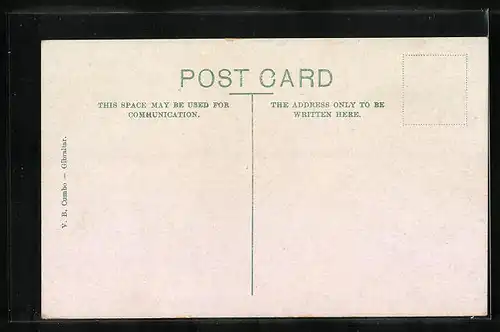 POST CARD
THIS SPACE MAY BE USED FOR
COMMUNICATION.
THE ADDRESS ONLY TO BE
WRITTEN HERE.
V. B. Cumbo — Gibraltar.